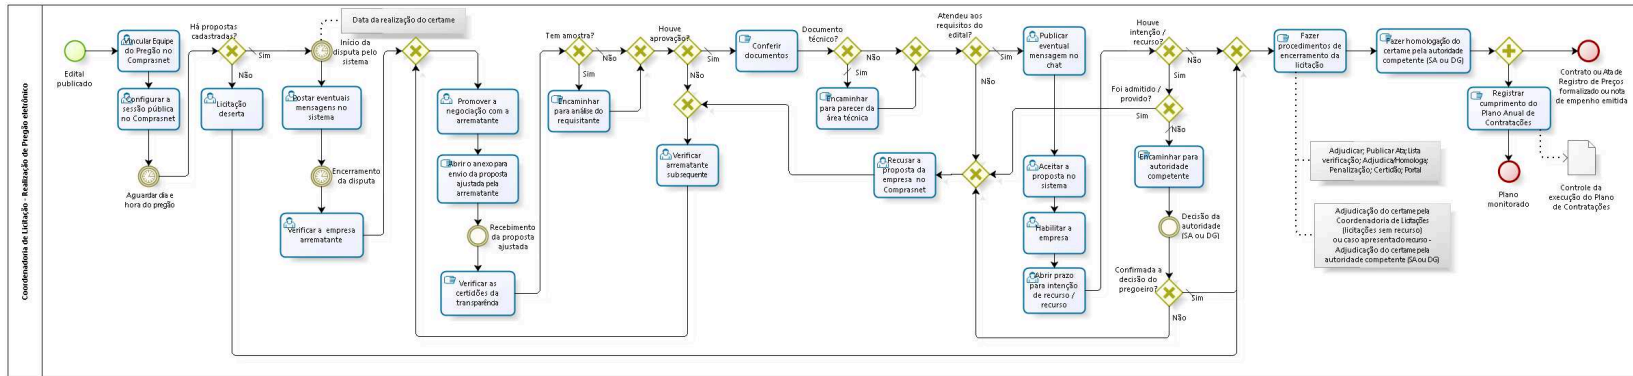 Coordenadoria de Licitação - Realização de Pregão eletrônico
Edital
publicado
Vincular Equipe
do Pregão no
Comprasnet
Configurar a
sessão pública
no Comprasnet
Aguardar dia e
hora do pregão
Há propostas
cadastradas?
Sim
Não
Licitação
deserta
Data da realização do certame
Início da
disputa pelo
sistema
Postar eventuais
mensagens no
sistema
Encerramento
da disputa
Verificar a empresa
arrematante
Promover a
negociação com a
arrematante
Abrir o anexo para
envio da proposta
ajustada pela
arrematante
Recebimento
da proposta
ajustada
Verificar as
certidões da
transparência
Tem amostra?
Não
Sim
Encaminhar
para análise do
requisitante
Houve
aprovação?
Sim
Não
Verificar
arrematante
subsequente
Conferir
documentos
Documento
técnico?
Não
Sim
Encaminhar
para parecer da
área técnica
Recusar a
proposta da
empresa no
Comprasnet
Atendeu aos
requisitos do
edital?
Sim
Não
Publicar
eventual
mensagem no
chat
Aceitar a
proposta no
sistema
Habilitar a
empresa
Abrir prazo
para intenção
de recurso /
recurso
Houve
intenção /
recurso?
Não
Sim
Foi admitido /
provido?
Sim
Não
Encaminhar para
autoridade
competente
Decisão da
autoridade
(SA ou DG)
Confirmada a
decisão do
pregoeiro?
Sim
Não
Fazer
procedimentos de
encerramento da
licitação
Adjudicar; Publicar Ata; Lista
verificação; Adjudica/Homologa;
Penalização; Certidão; Portal
Adjudicação do certame pela
Coordenadoria de Licitações
(licitações sem recurso)
ou caso apresentado recurso -
Adjudicação do certame pela
autoridade competente (SA ou DG)
Fazer homologação do
certame pela autoridade
competente (SA ou DG)
Contrato ou Ata de
Registro de Preços
formalizado ou nota
de empenho emitida
Registrar
cumprimento do
Plano Anual de
Contratações
Plano
monitorado
Controle da
execução do Plano
de Contratações